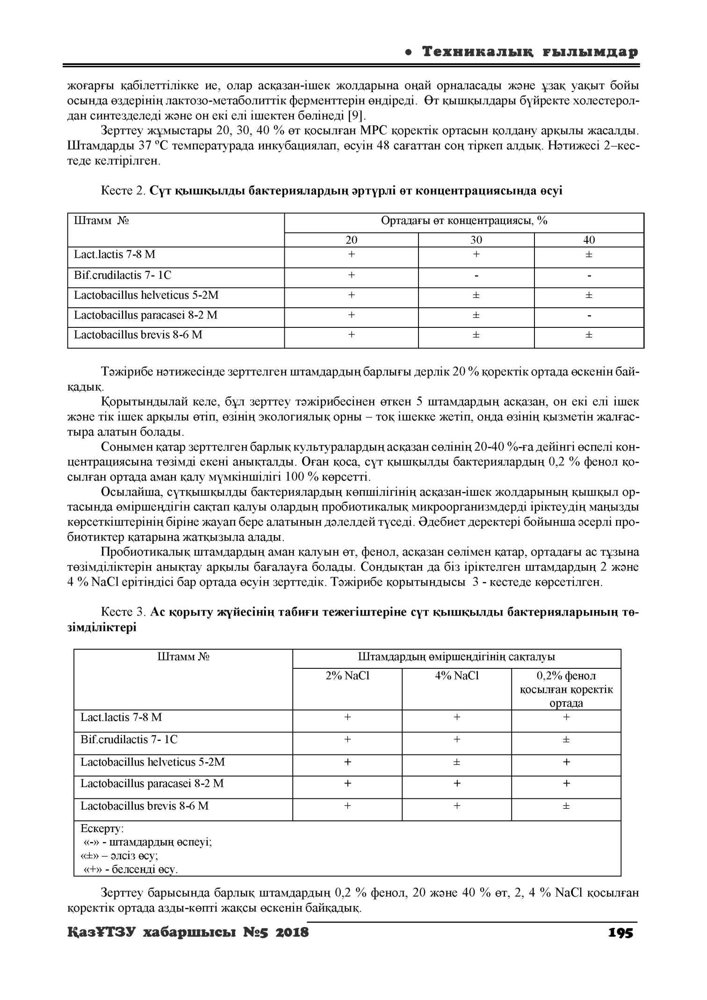 • Техникалық ғылымдар
жоғарғы қабілеттілікке ие, олар асқазан-ішек жолдарына оңай орналасады және ұзақ уақыт бойы
осында өздерінің лактозо-метаболиттік ферменттерін өндіреді. Өт қышқылдары бүйректе холестерол-
дан синтезделеді және он екі елі ішектен бөлінеді [9].
Зерттеу жұмыстары 20, 30, 40 % өт қосылған МРС қоректік ортасын қолдану арқылы жасалды.
Штамдарды 37 ºС температурада инкубациялап, өсуін 48 сағаттан соң тіркеп алдық. Нәтижесі 2–кес-
теде келтірілген.
Кесте 2. Сүт қышқылды бактериялардың әртүрлі өт концентрациясында өсуі
Штамм № Ортадағы өт концентрациясы, %
20 30 40
Lact.lactis 7-8 М + + ±
Bif.crudilactis 7- 1С + - -
Lactobacillus helveticus 5-2М + ± ±
Lactobacillus paracasei 8-2 М + ± -
Lactobacillus brevis 8-6 М + ± ±
Тәжірибе нәтижесінде зерттелген штамдардың барлығы дерлік 20 % қоректік ортада өскенін бай-
қадық.
Қорытындылай келе, бұл зерттеу тәжірибесінен өткен 5 штамдардың асқазан, он екі елі ішек
және тік ішек арқылы өтіп, өзінің экологиялық орны – тоқ ішекке жетіп, онда өзінің қызметін жалғас-
тыра алатын болады.
Сонымен қатар зерттелген барлық культуралардың асқазан сөлінің 20-40 %-ға дейінгі өспелі кон-
центрациясына төзімді екені анықталды. Оған қоса, сүт қышқылды бактериялардың 0,2 % фенол қо-
сылған ортада аман қалу мүмкіншілігі 100 % көрсетті.
Осылайша, сүтқышқылды бактериялардың көпшілігінің асқазан-ішек жолдарының қышқыл ор-
тасында өміршеңдігін сақтап қалуы олардың пробиотикалық микроорганизмдерді іріктеудің маңызды
көрсеткіштерінің біріне жауап бере алатынын дәлелдей түседі. Әдебиет деректері бойынша әсерлі про-
биотиктер қатарына жатқызыла алады.
Пробиотикалық штамдардың аман қалуын өт, фенол, асқазан сөлімен қатар, ортадағы ас тұзына
төзімділіктерін анықтау арқылы бағалауға болады. Сондықтан да біз іріктелген штамдардың 2 және
4 % NaCl ерітіндісі бар ортада өсуін зерттедік. Тәжірибе қорытындысы 3 - кестеде көрсетілген.
Кесте 3. Ас қорыту жүйесінің табиғи тежегіштеріне сүт қышқылды бактерияларының тө-
зімділіктері
Штамм № Штамдардың өміршеңдігінің сақталуы
2% NaCl 4% NaCl 0,2% фенол
қосылған қоректік
ортада
Lact.lactis 7-8 М + + +
Bif.crudilactis 7- 1С + + ±
Lactobacillus helveticus 5-2М + ± +
Lactobacillus paracasei 8-2 М + + +
Lactobacillus brevis 8-6 М + + ±
Ескерту:
«-» - штамдардың өспеуі;
«±» – әлсіз өсу;
«+» - белсенді өсу.
Зерттеу барысында барлық штамдардың 0,2 % фенол, 20 және 40 % өт, 2, 4 % NaCl қосылған
қоректік ортада азды-көпті жақсы өскенін байқадық.
ҚазҰТЗУ хабаршысы №5 2018 195